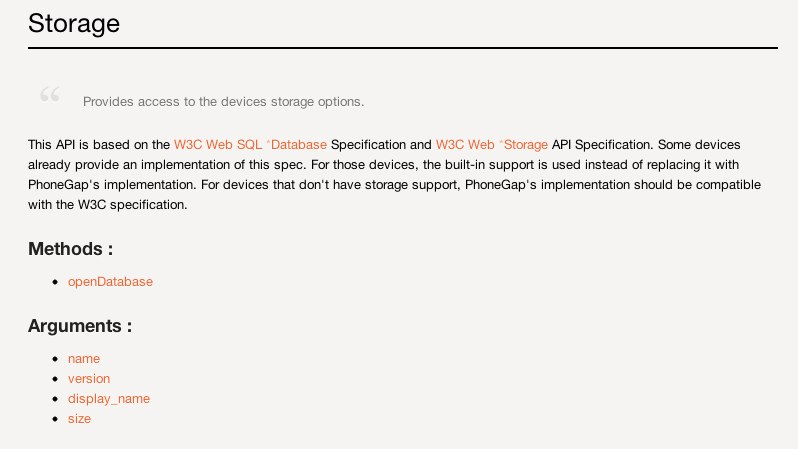 Storage
“ Provides access to the devices storage options.
This API is based on the W3C Web SQL °Database Specification and W3C Web °Storage API Specification. Some devices
already provide an implementation of this spec. For those devices, the built-in support is used instead of replacing it with
PhoneGap's implementation. For devices that don't have storage support, PhoneGap's implementation should be compatible
with the W3C specification.
Methods :
• openDatabase
Arguments :
• name
• version
• display_name
• size